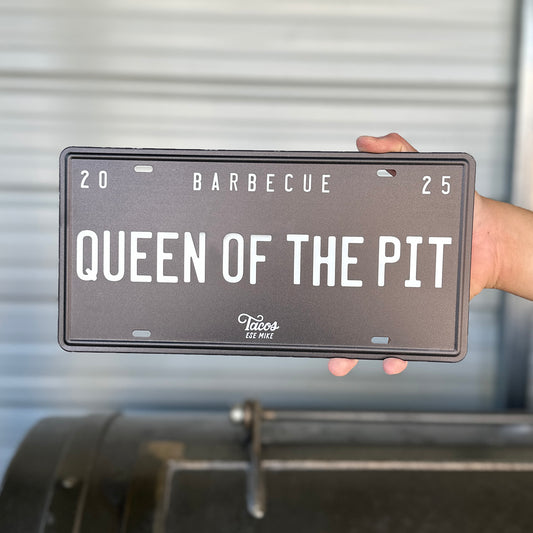 20 BARBECUE 25
QUEEN OF THE PIT
Tacos
ESE MIKE